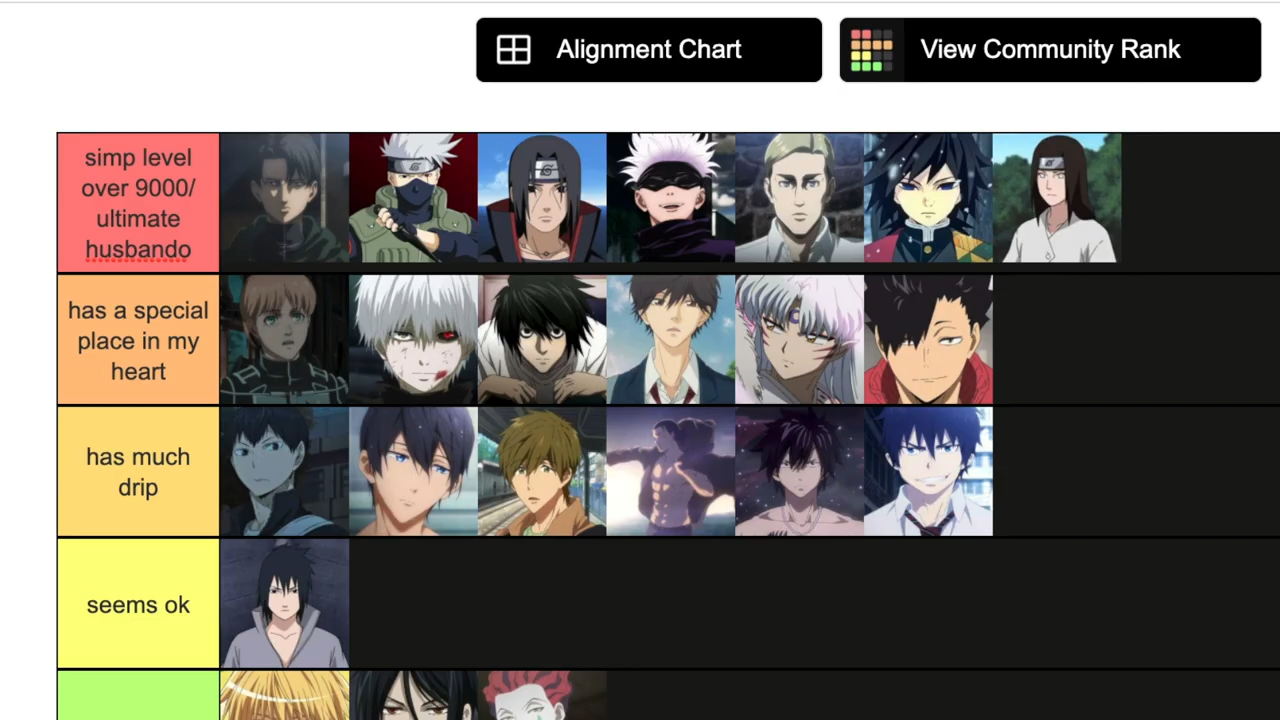 Alignment Chart
View Community Rank
simp level
over 9000/
ultimate
husbando
has a special
place in my
heart
has much
drip
seems ok